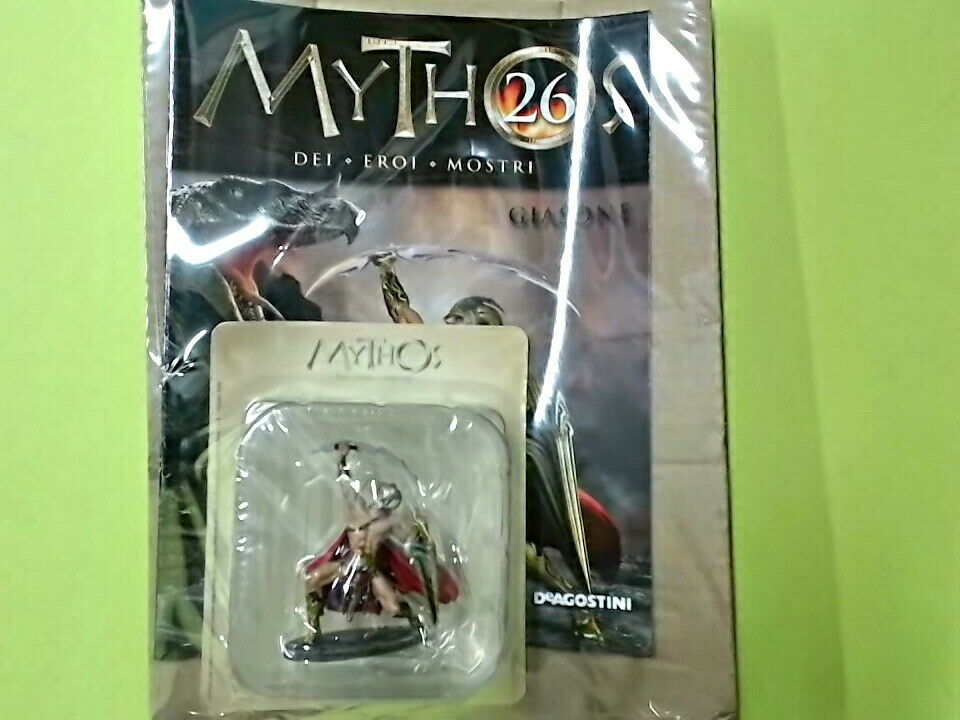 MYTHOS
26
DEI • EROI • MOSTRI
GIASONE
MYTHOS
DeAGOSTINI